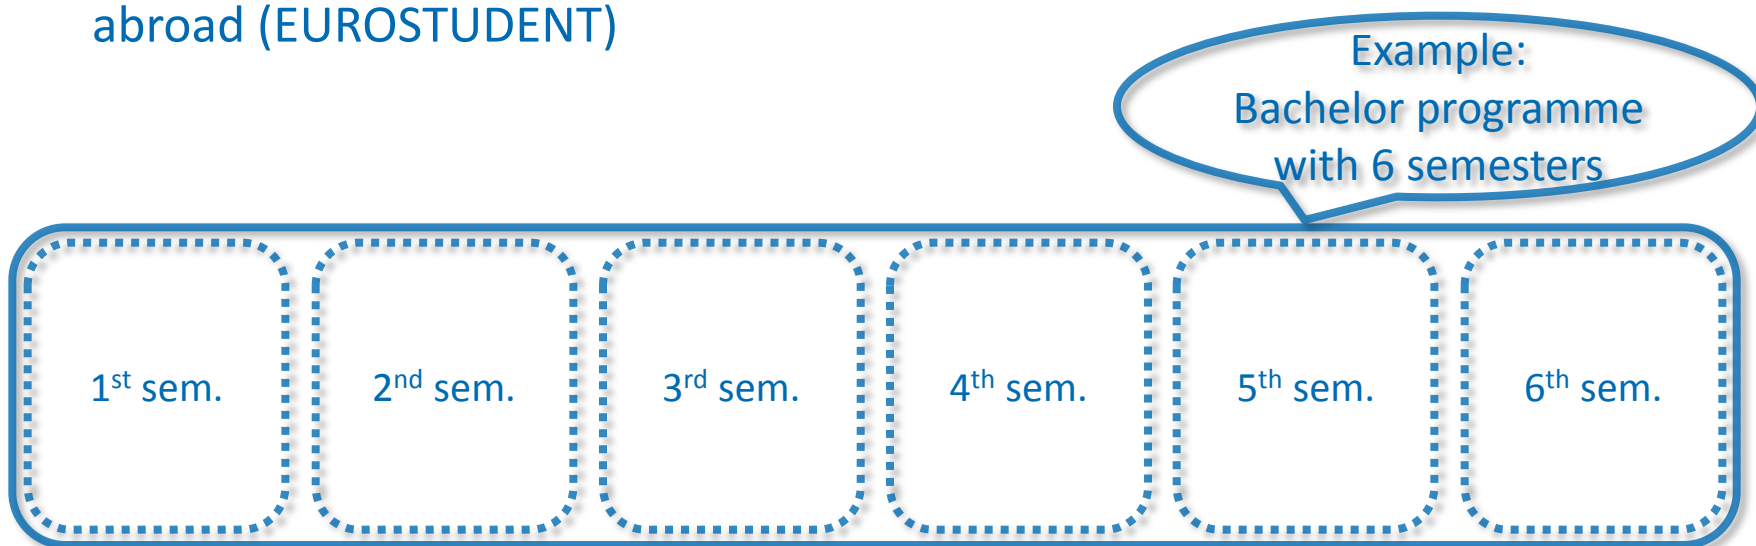 abroad (EUROSTUDENT)
Example:
Bachelor programme
with 6 semesters
1st sem.
2nd sem.
3rd sem.
4th sem.
5th sem.
6th sem.